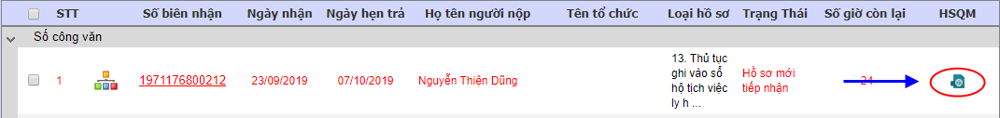 STT Số biên nhận Ngày nhận Ngày hẹn trả Họ tên người nộp Tên tổ chức Loại hồ sơ Trạng Thái Số giờ còn lại HSQM
Số công văn
1 1971176800212 23/09/2019 07/10/2019 Nguyễn Thiện Dũng 24
13. Thủ tục
ghi vào sổ
hộ tịch việc
ly h ...
Hồ sơ mới
tiếp nhận